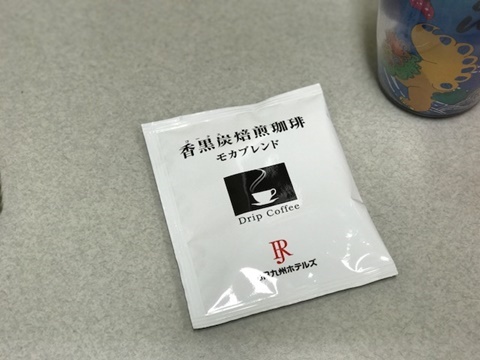 香黒炭焙煎珈琲
モカブレンド
Drip Coffee
JR
JR九州ホテルズ